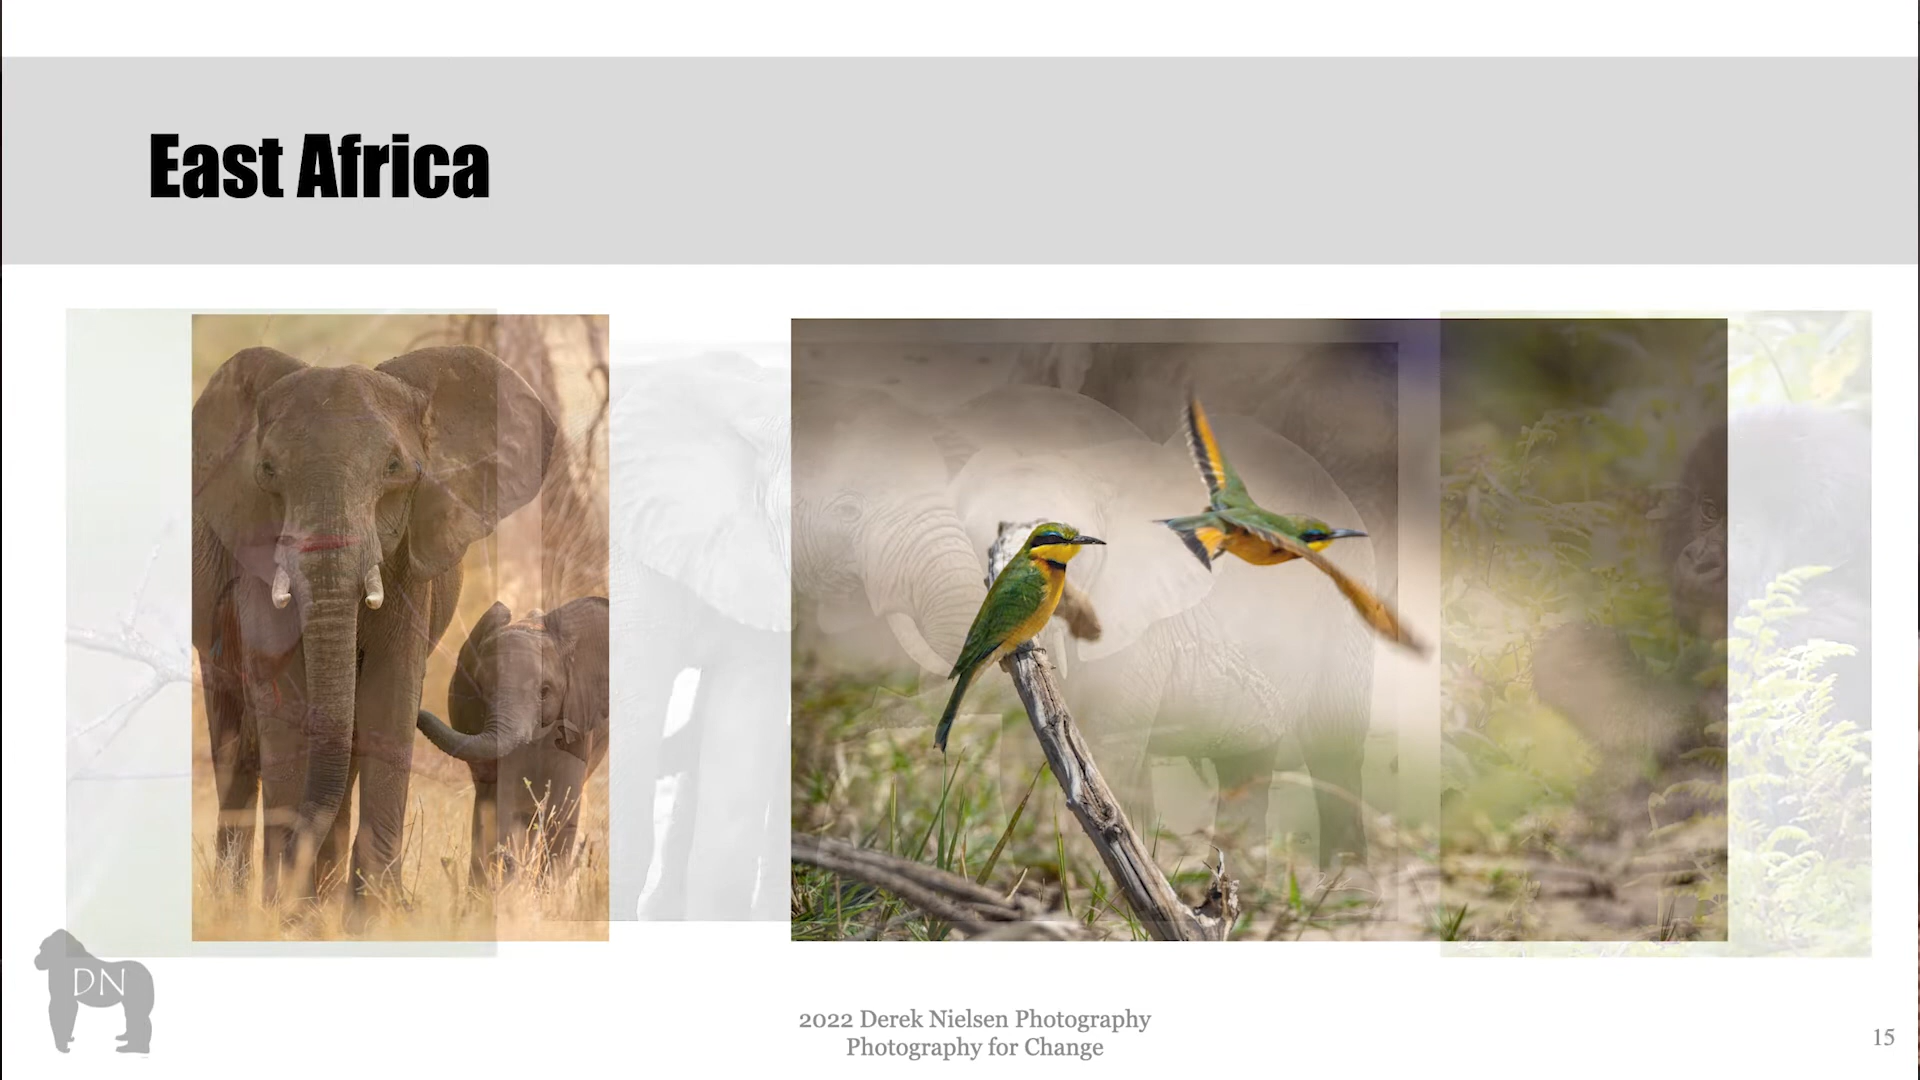 East Africa
DN
2022 Derek Nielsen Photography
Photography for Change
15